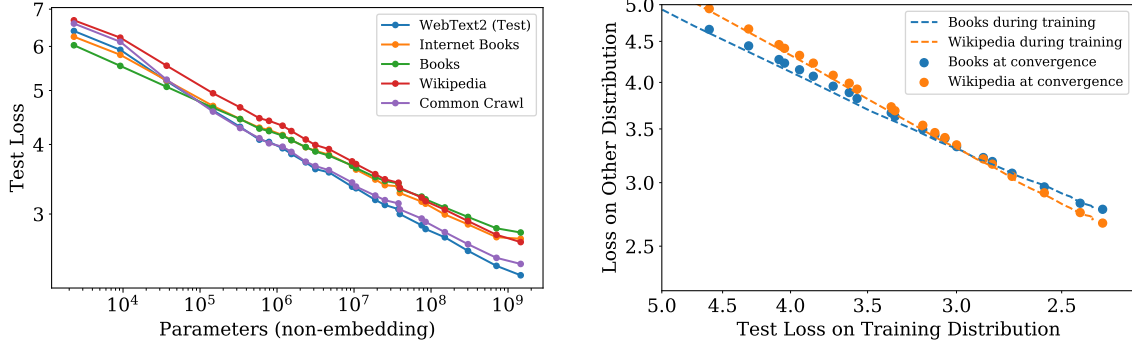 7
6
5
4
3
Test Loss
10^4
10^5
10^6
10^7
10^8
10^9
Parameters (non-embedding)
WebText2 (Test)
Internet Books
Books
Wikipedia
Common Crawl
5.0
4.5
4.0
3.5
3.0
2.5
Loss on Other Distribution
5.0
4.5
4.0
3.5
3.0
2.5
Test Loss on Training Distribution
Books during training
Wikipedia during training
Books at convergence
Wikipedia at convergence